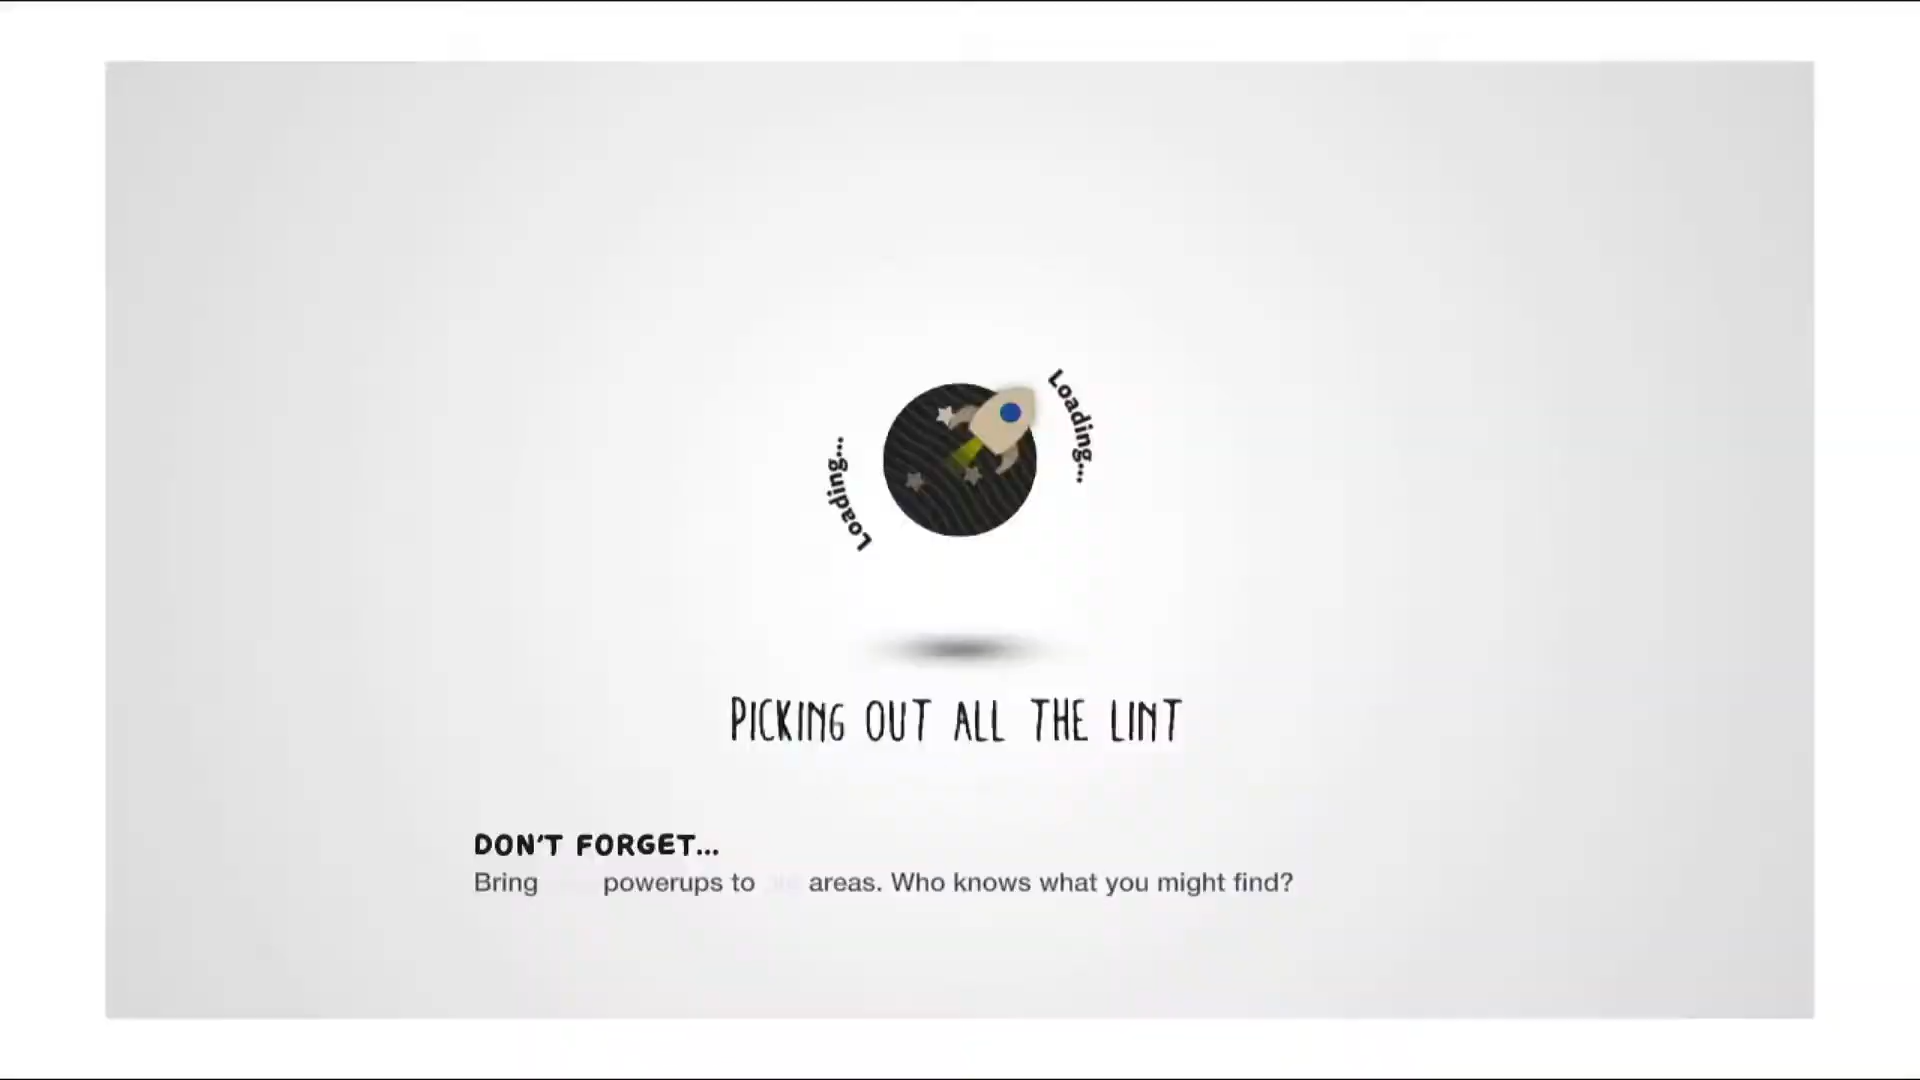 Loading...
Loading...
PICKING OUT ALL THE LINT
DON'T FORGET...
Bring powerups to areas. Who knows what you might find?